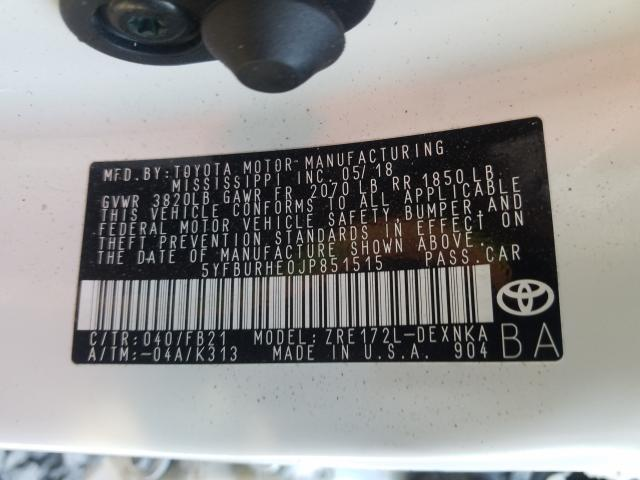 MFD. BY: TOYOTA MOTOR MANUFACTURING
MISSISSIPPI INC. 05/18
GVWR 3820LB GAWR FR 2070 LB RR 1850 LB
THIS VEHICLE CONFORMS TO ALL APPLICABLE
FEDERAL MOTOR VEHICLE SAFETY BUMPER AND
THEFT PREVENTION STANDARDS IN EFFECT ON
THE DATE OF MANUFACTURE SHOWN ABOVE.
5YFBURHE0JP851515 PASS.CAR
C/TR: 040/FB21 MODEL: ZRE172L-DEXNKA
A/TM:-04A/K313 MADE IN U.S.A. 904
BA